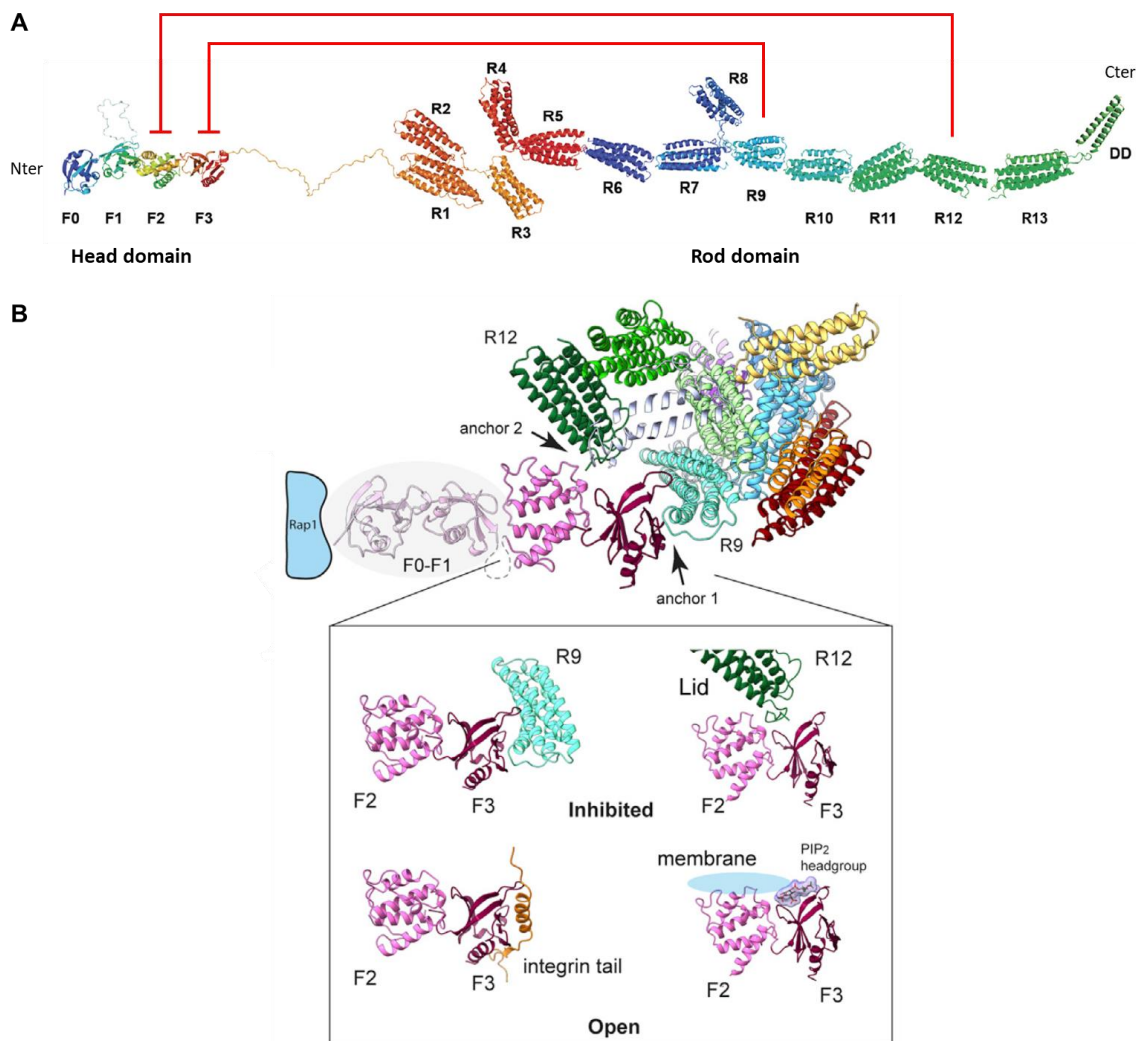 A
R4
R8
Cter
R2
R5
Nter
DD
R6
R7
R9
F0 F1 F2 F3
R1
R3
R10
R11
R12
R13
Head domain
Rod domain
B
R12
anchor 2
Rap1
F0-F1
R9
anchor 1
R9
R12
Lid
F2
F3
Inhibited
F2
F3
membrane
PIP2
headgroup
F2
F3
integrin tail
F2
F3
Open